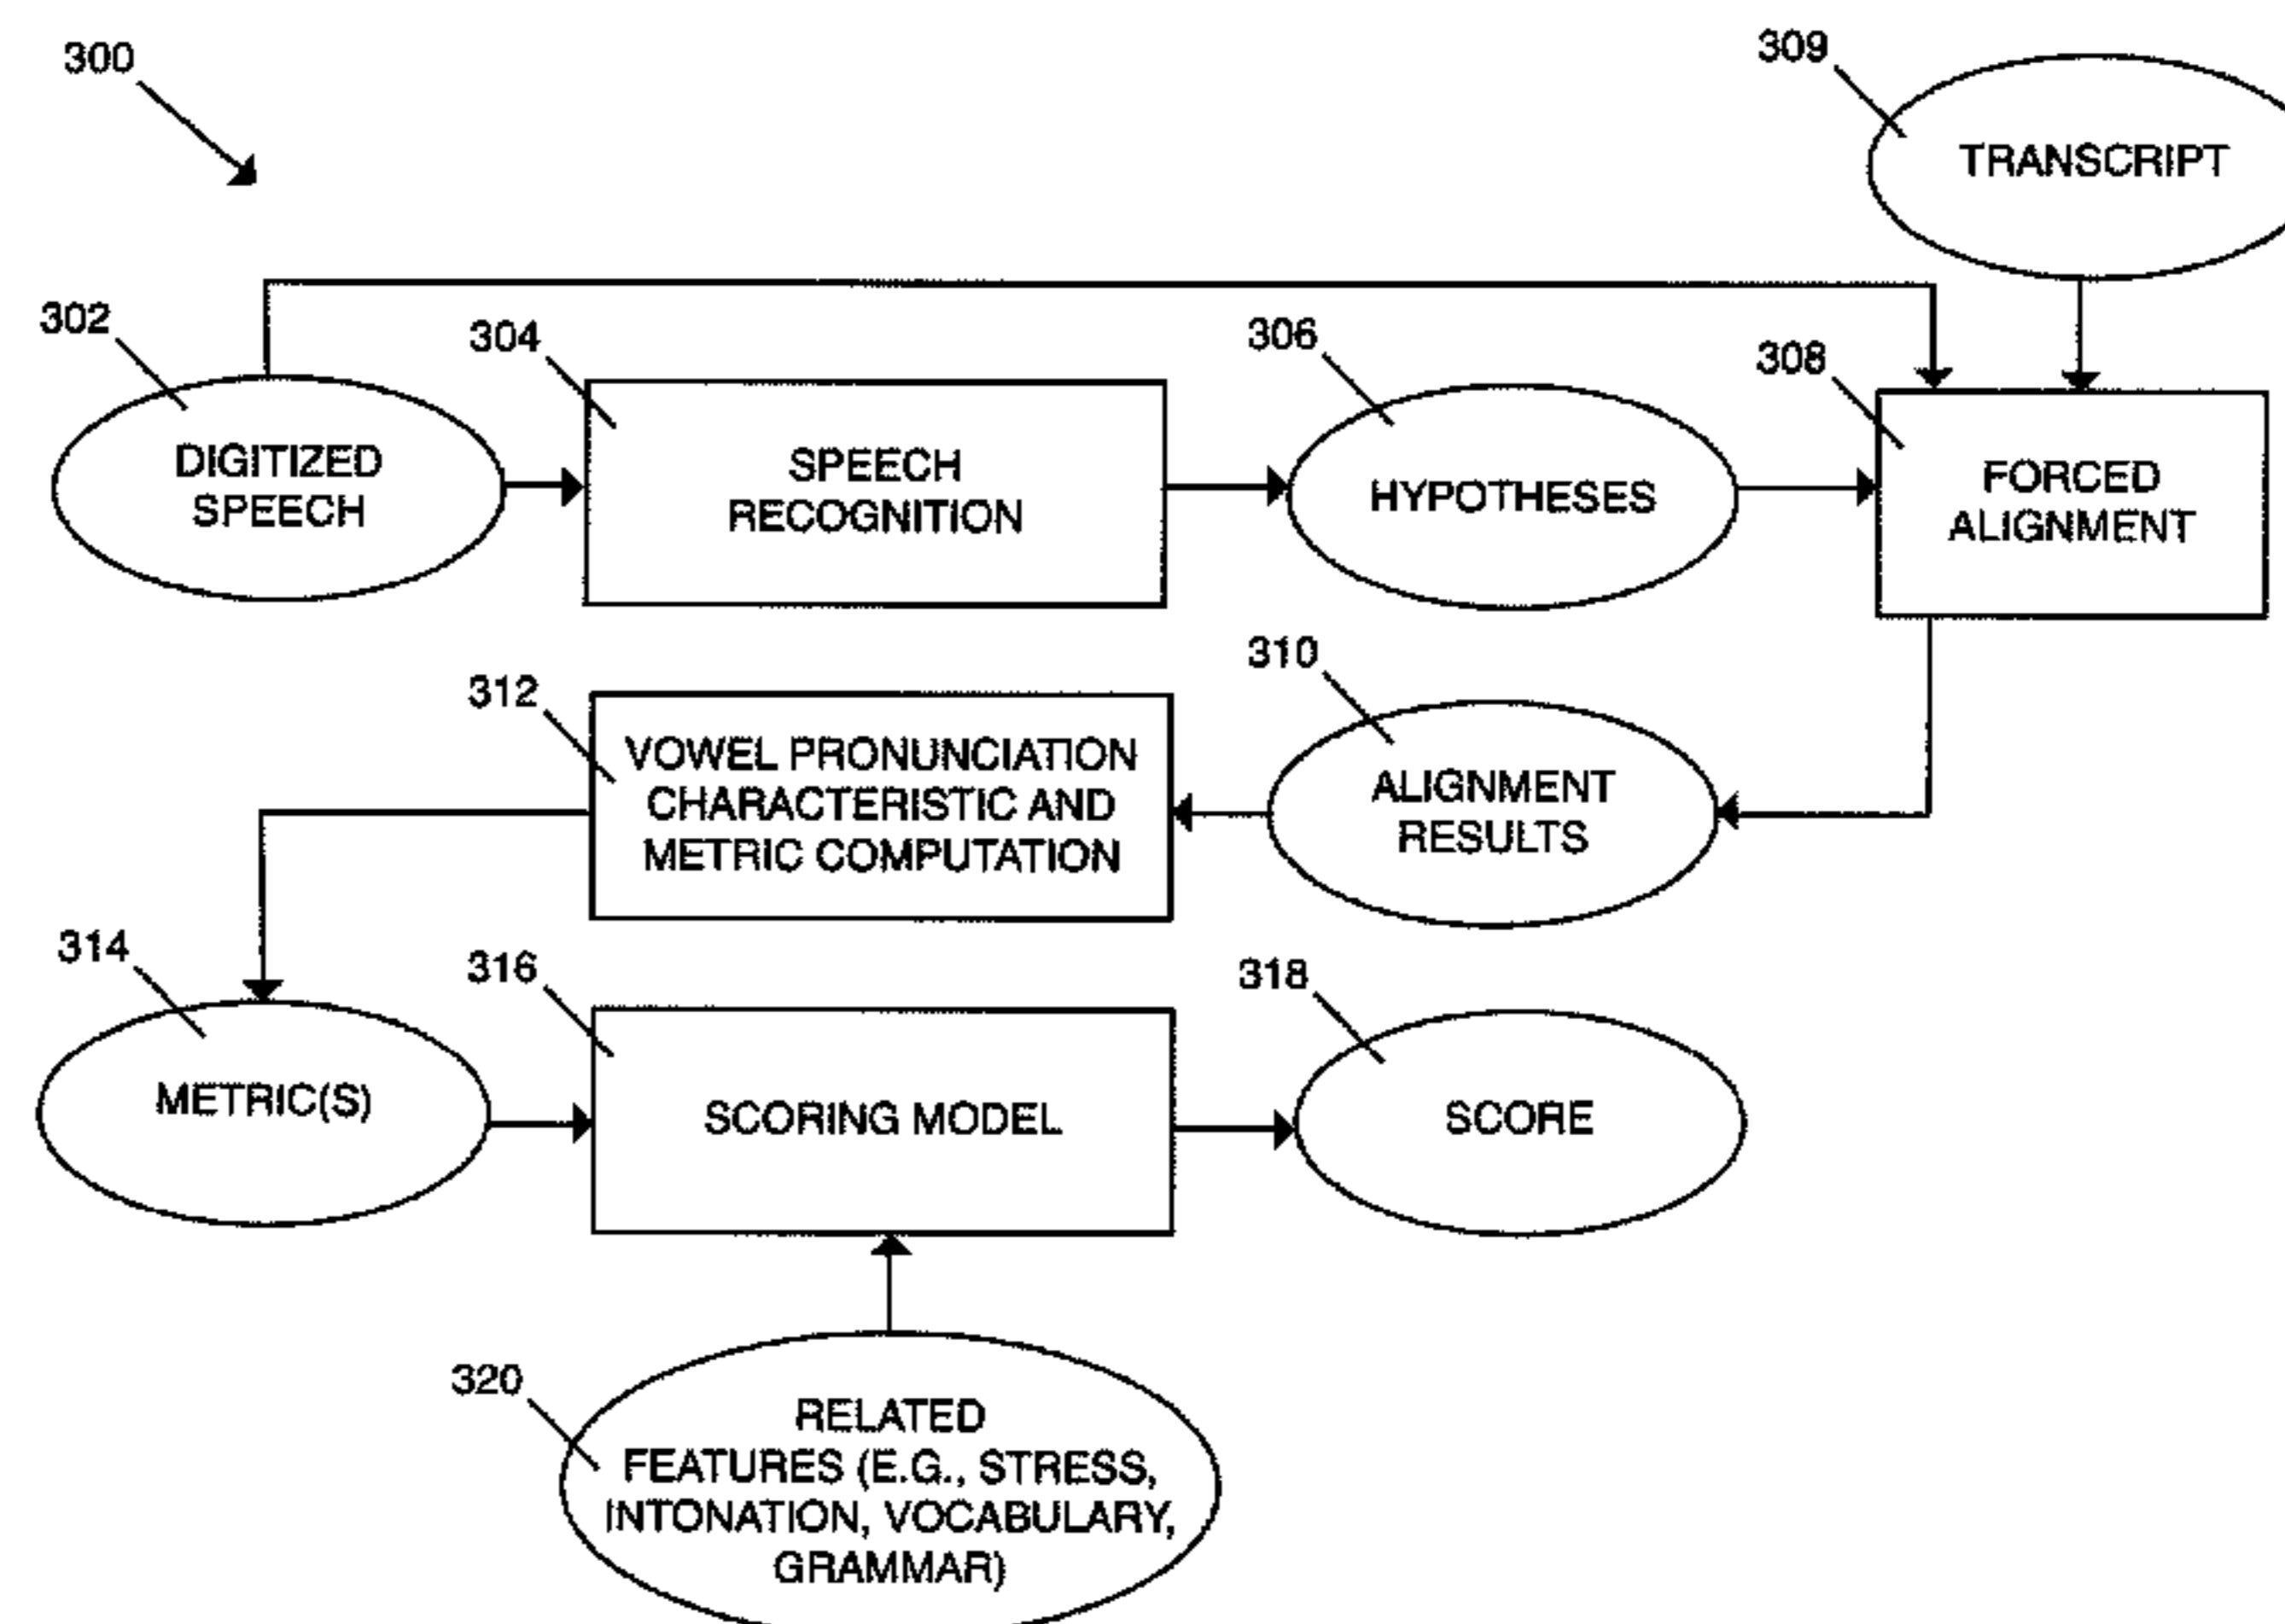 300
309
TRANSCRIPT
302
304
306
308
DIGITIZED
SPEECH
SPEECH
RECOGNITION
HYPOTHESES
FORCED
ALIGNMENT
312
310
VOWEL PRONUNCIATION
CHARACTERISTIC AND
METRIC COMPUTATION
ALIGNMENT
RESULTS
314
316
318
METRIC(S)
SCORING MODEL
SCORE
320
RELATED
FEATURES (E.G., STRESS,
INTONATION, VOCABULARY,
GRAMMAR)